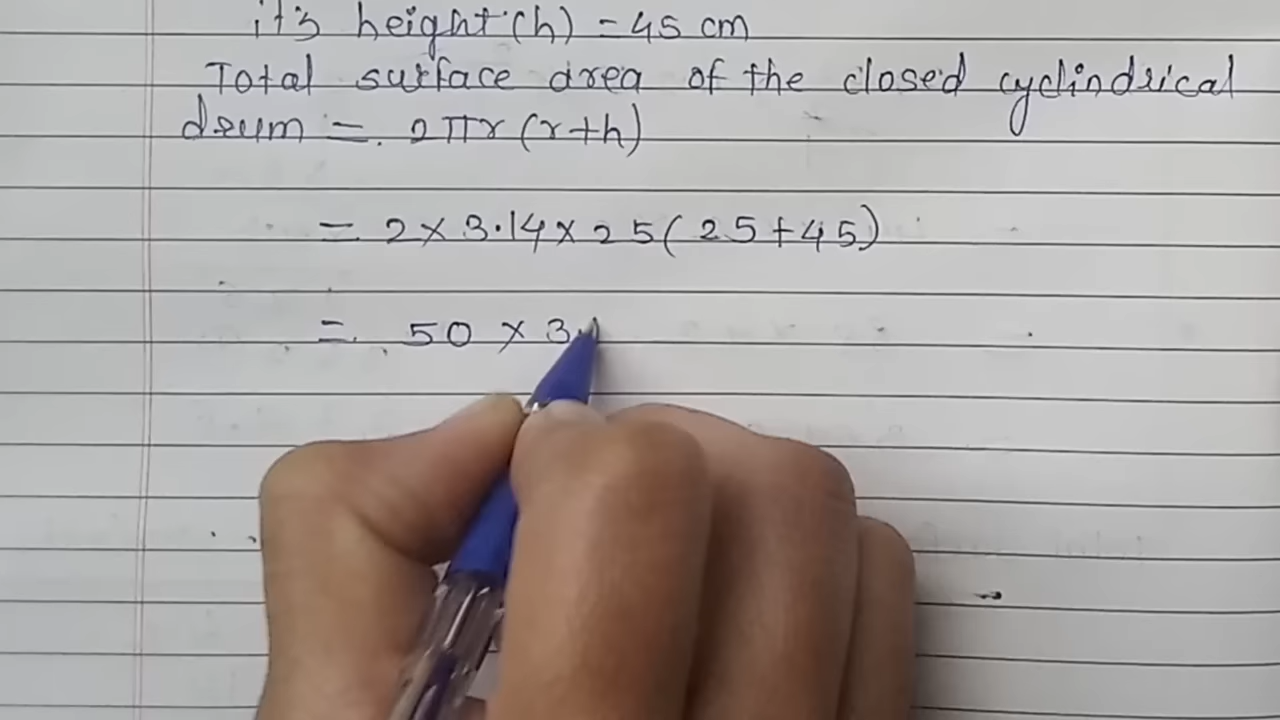 it's height(h) = 45 cm
Total surface area of the closed cyclindrical
drum = 2πr(r+h)
= 2×3.14×25(25+45)
= 50 × 3.1